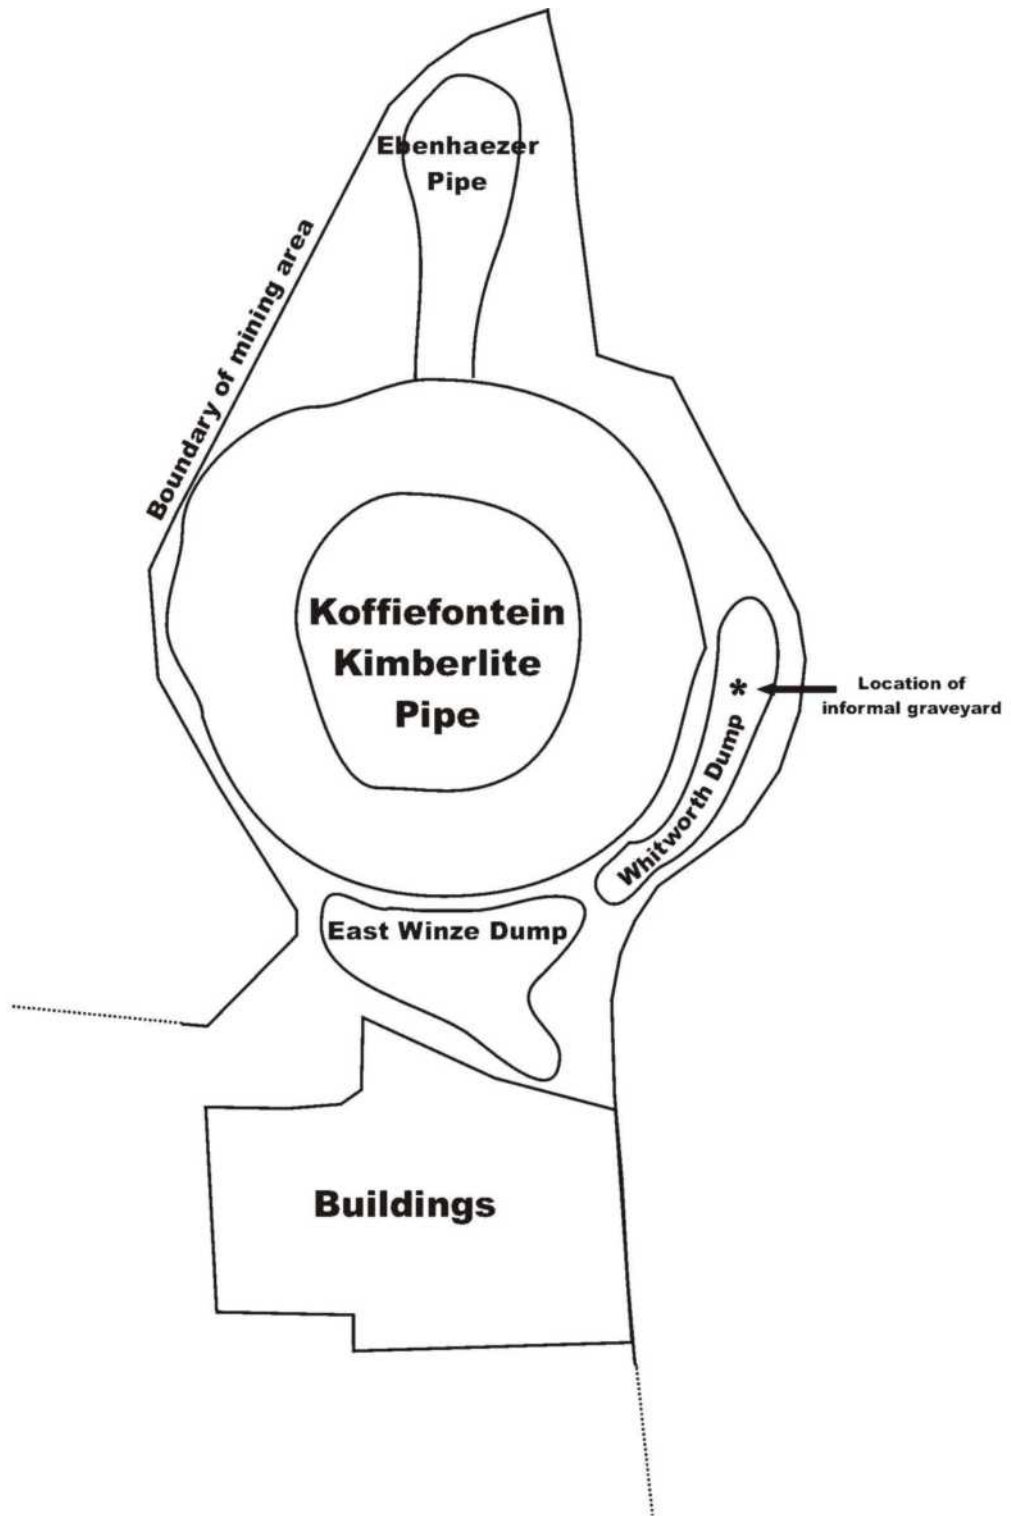 Ebenhaezer
Pipe
Boundary of mining area
Koffiefontein
Kimberlite
Pipe
*
Location of
informal graveyard
Whitworth Dump
East Winze Dump
Buildings